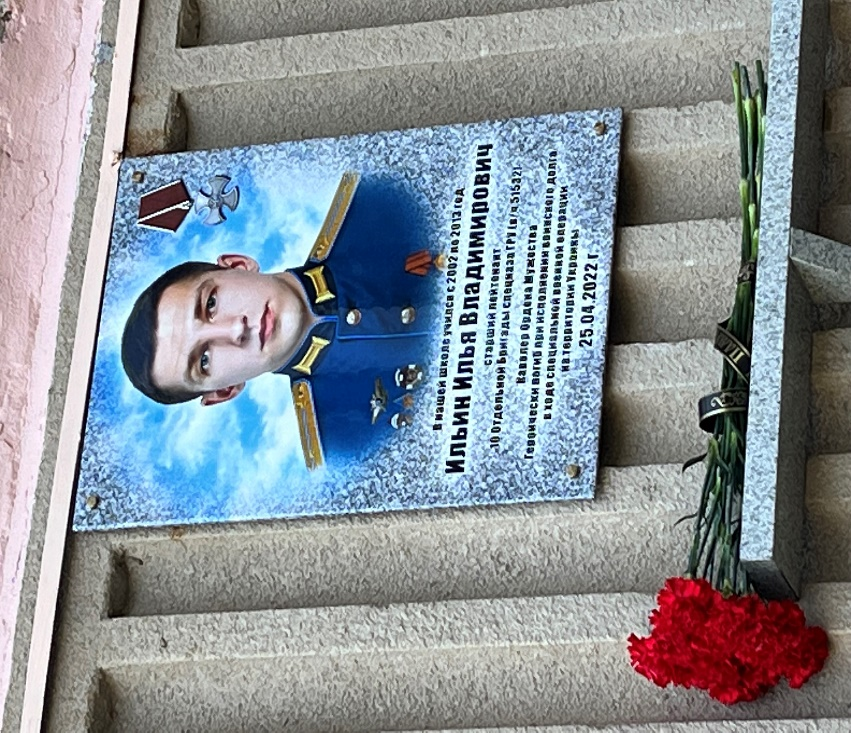 В нашей школе учился с 2002 по 2013 год
Ильин Илья Владимирович
старший лейтенант
10 Отдельной Бригады спецназа ГРУ (в/ч 51532)
Кавалер Ордена Мужества
Героически погиб при исполнении воинского долга
в ходе специальной военной операции
на территории Украины
25.04.2022 г.